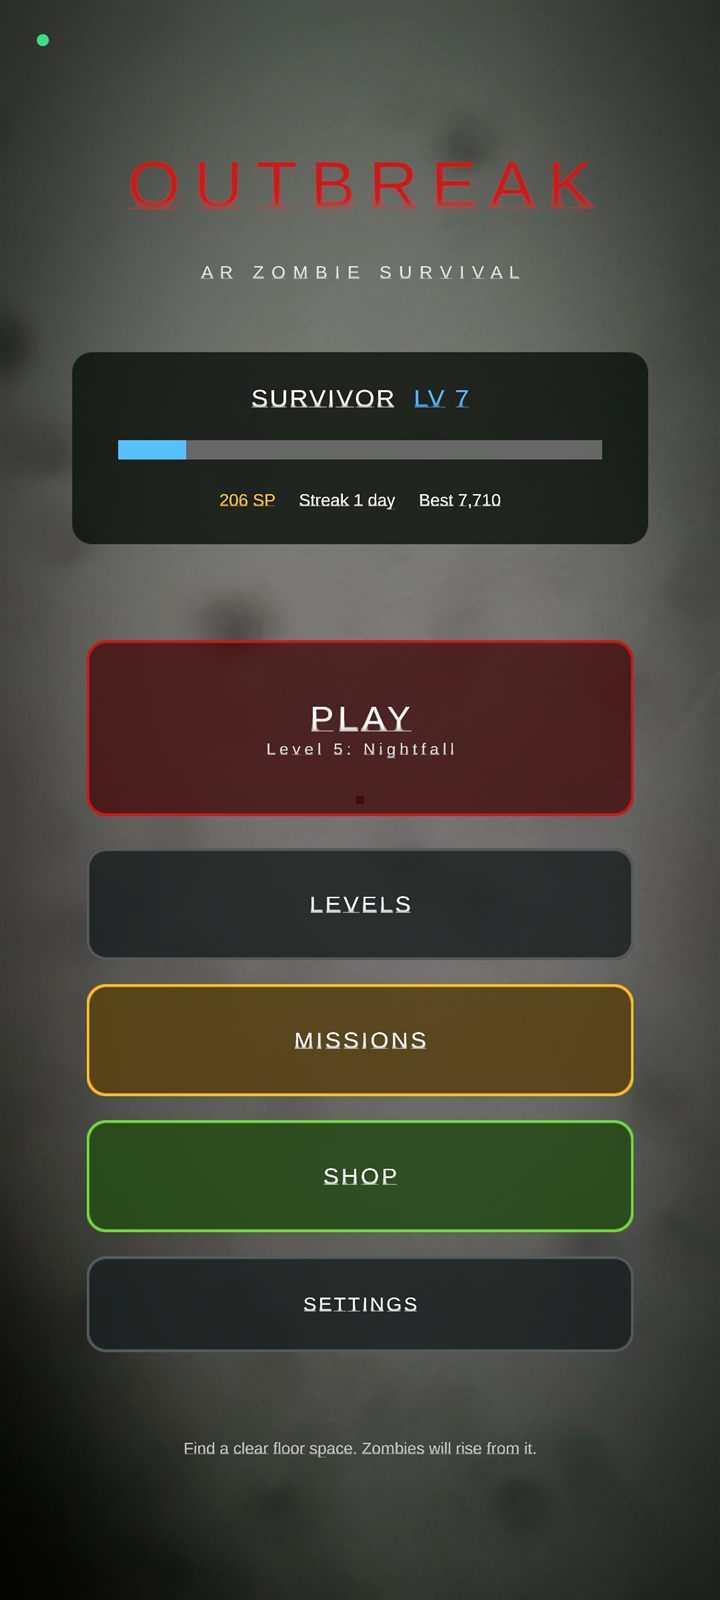 OUTBREAK
AR ZOMBIE SURVIVAL
SURVIVOR LV 7
206 SP Streak 1 day Best 7,710
PLAY
Level 5: Nightfall
LEVELS
MISSIONS
SHOP
SETTINGS
Find a clear floor space. Zombies will rise from it.